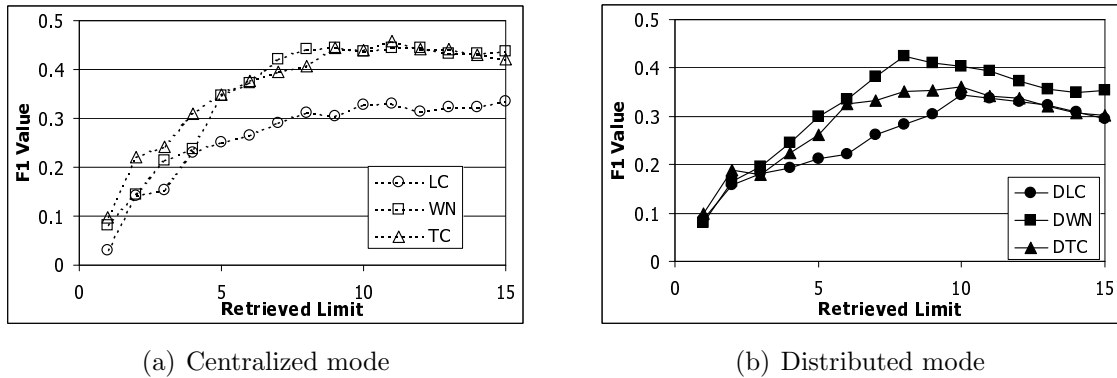 0.5
0.4
0.3
0.2
0.1
0
F1 Value
0 5 10 15
Retrieved Limit
LC
WN
TC
(a) Centralized mode
0.5
0.4
0.3
0.2
0.1
0
F1 Value
0 5 10 15
Retrieved Limit
DLC
DWN
DTC
(b) Distributed mode